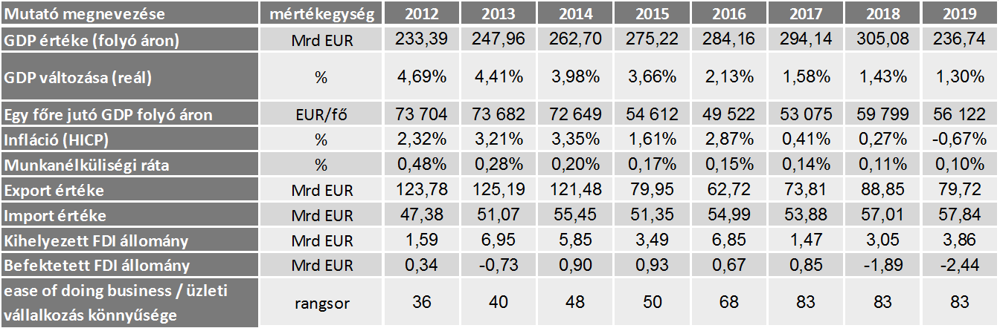 Mutató megnevezése mértékegység 2012 2013 2014 2015 2016 2017 2018 2019
GDP értéke (folyó áron) Mrd EUR 233,39 247,96 262,70 275,22 284,16 294,14 305,08 236,74
GDP változása (reál) % 4,69% 4,41% 3,98% 3,66% 2,13% 1,58% 1,43% 1,30%
Egy főre jutó GDP folyó áron EUR/fő 73 704 73 682 72 649 54 612 49 522 53 075 59 799 56 122
Infláció (HICP) % 2,32% 3,21% 3,35% 1,61% 2,87% 0,41% 0,27% -0,67%
Munkanélküliségi ráta % 0,48% 0,28% 0,20% 0,17% 0,15% 0,14% 0,11% 0,10%
Export értéke Mrd EUR 123,78 125,19 121,48 79,95 62,72 73,81 88,85 79,72
Import értéke Mrd EUR 47,38 51,07 55,45 51,35 54,99 53,88 57,01 57,84
Kihelyezett FDI állomány Mrd EUR 1,59 6,95 5,85 3,49 6,85 1,47 3,05 3,86
Befektetett FDI állomány Mrd EUR 0,34 -0,73 0,90 0,93 0,67 0,85 -1,89 -2,44
ease of doing business / üzleti
vállalkozás könnyűsége rangsor 36 40 48 50 68 83 83 83